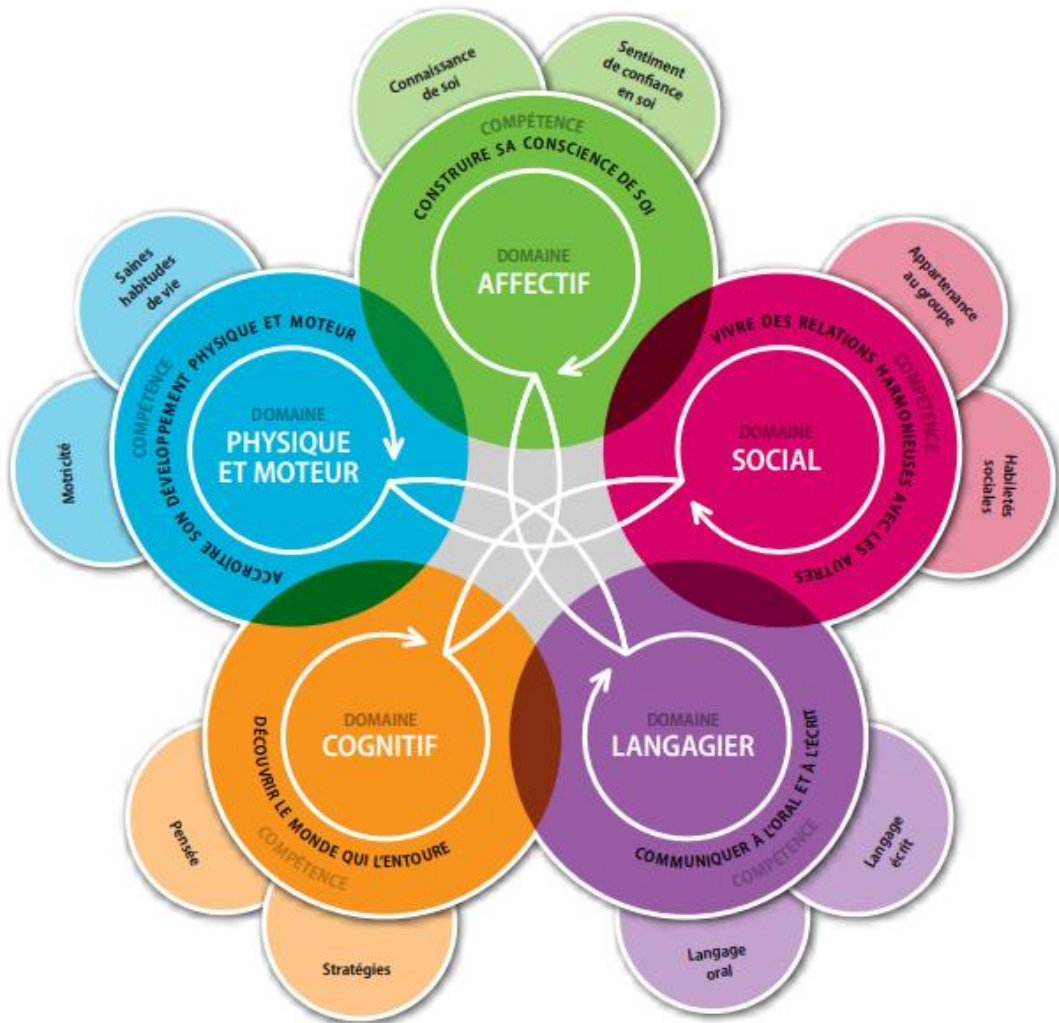 Connaissance
de soi
Sentiment
de confiance
en soi
COMPÉTENCE
CONSTRUIRE SA CONSCIENCE DE SOI
DOMAINE
AFFECTIF
Saines
habitudes
de vie
Motricité
COMPÉTENCE
ACCROÎTRE SON DÉVELOPPEMENT PHYSIQUE ET MOTEUR
DOMAINE
PHYSIQUE
ET MOTEUR
Appartenance
au groupe
Habiletés
sociales
COMPÉTENCE
VIVRE DES RELATIONS HARMONIEUSES AVEC LES AUTRES
DOMAINE
SOCIAL
DOMAINE
COGNITIF
DÉCOUVRIR LE MONDE QUI L'ENTOURE
COMPÉTENCE
Pensée
Stratégies
DOMAINE
LANGAGIER
COMMUNIQUER À L'ORAL ET À L'ÉCRIT
COMPÉTENCE
Langage
écrit
Langage
oral